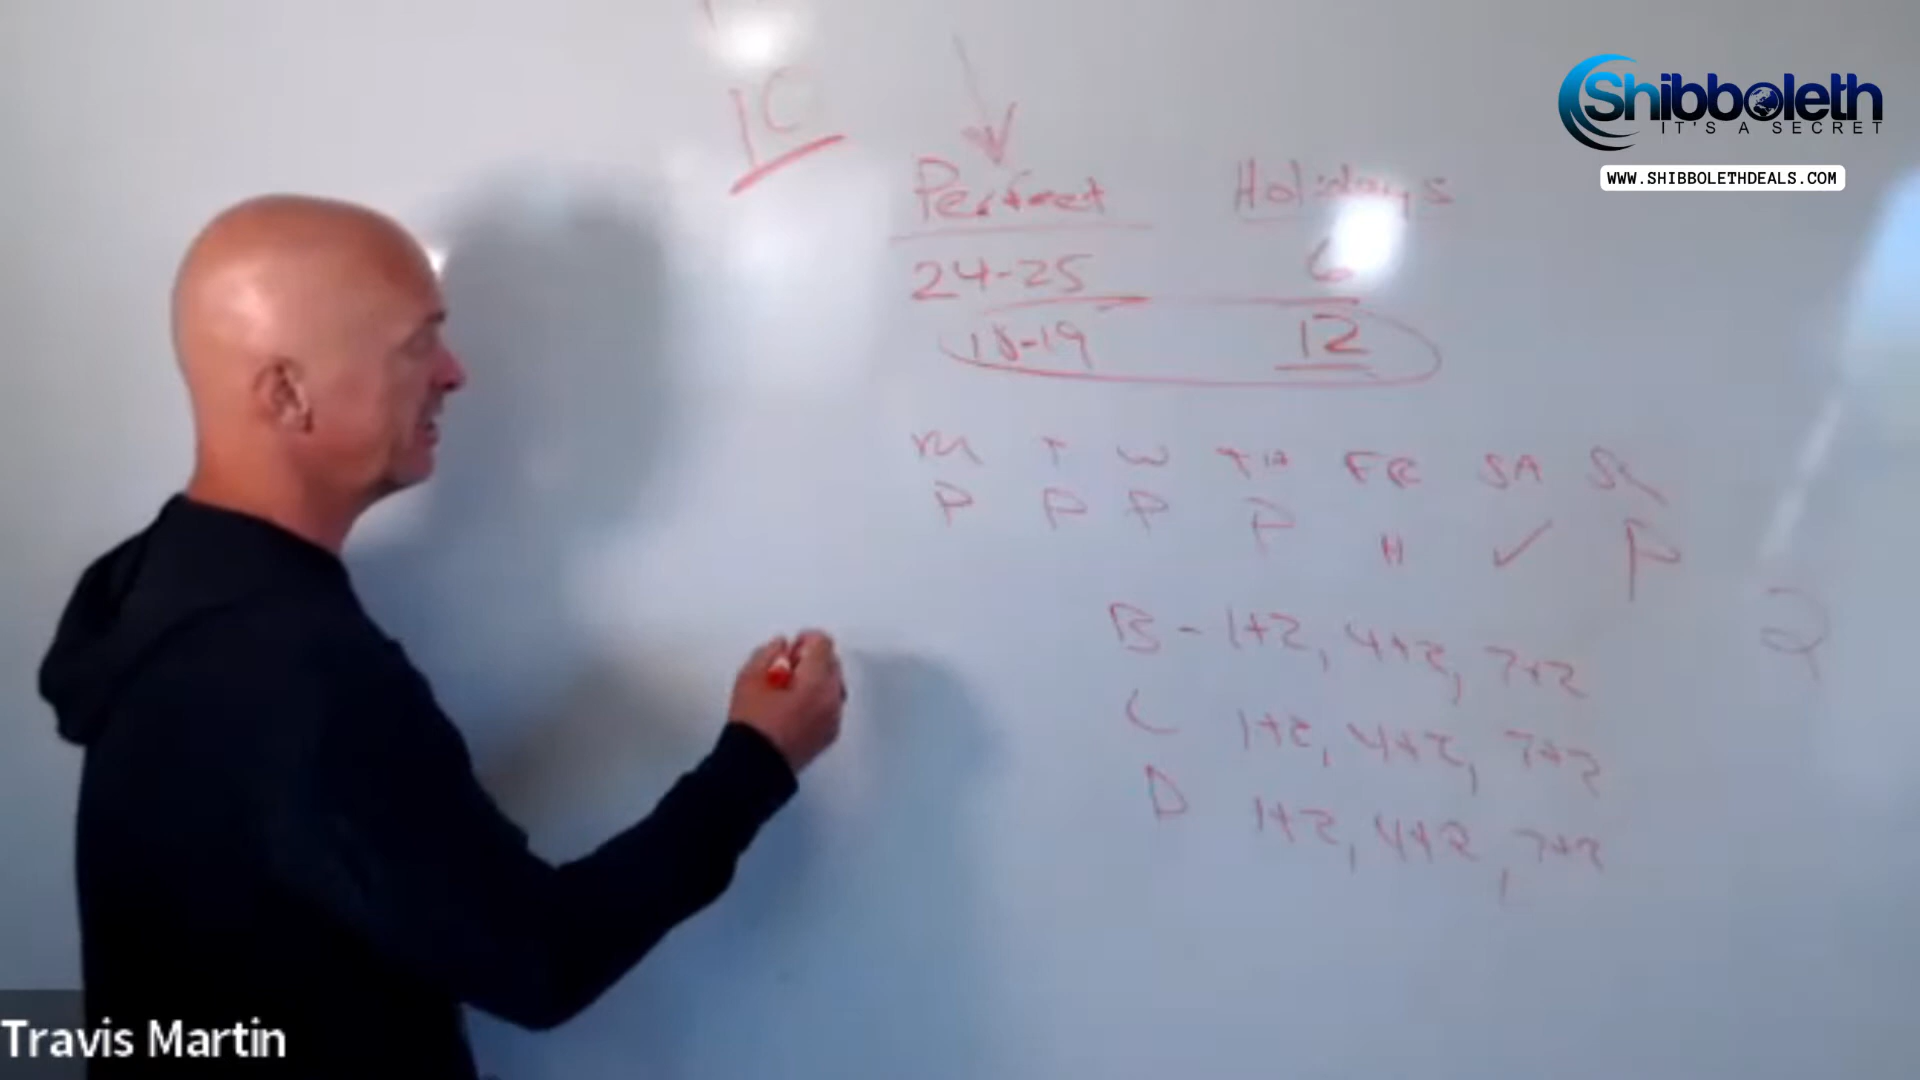 Shibboleth
IT'S A SECRET
WWW.SHIBBOLETHDEALS.COM
1C
Perfect Holidays
24-25 6
18-19 12
M T W TH FR SA SU
P P P P H ✓ P
B - 1+2, 4+2, 7+2
C 1+2, 4+2, 7+2
D 1+2, 4+2, 7+2
2
Travis Martin